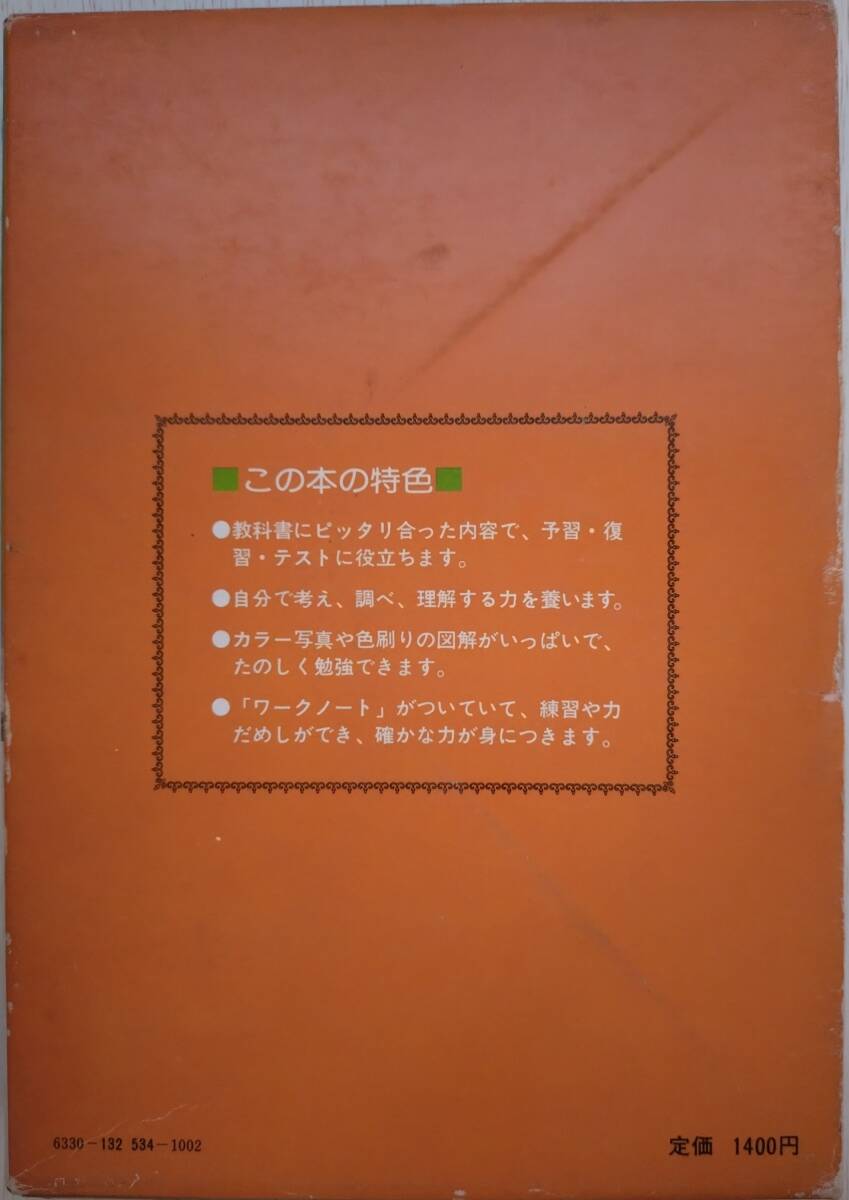 ■この本の特色■
●教科書にピッタリ合った内容で、予習・復
習・テストに役立ちます。
●自分で考え、調べ、理解する力を養います。
●カラー写真や色刷りの図解がいっぱいで、
たのしく勉強できます。
●「ワークノート」がついていて、練習や力
だめしができ、確かな力が身につきます。
6330-132 534-1002
定価 1400円